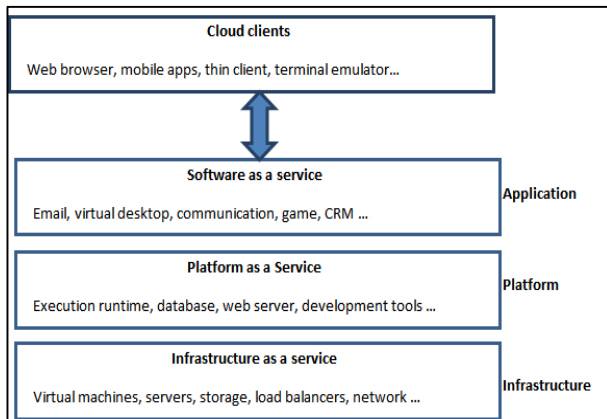 Cloud clients
Web browser, mobile apps, thin client, terminal emulator...
Software as a service
Email, virtual desktop, communication, game, CRM ...
Application
Platform as a Service
Execution runtime, database, web server, development tools ...
Platform
Infrastructure as a service
Virtual machines, servers, storage, load balancers, network ...
Infrastructure